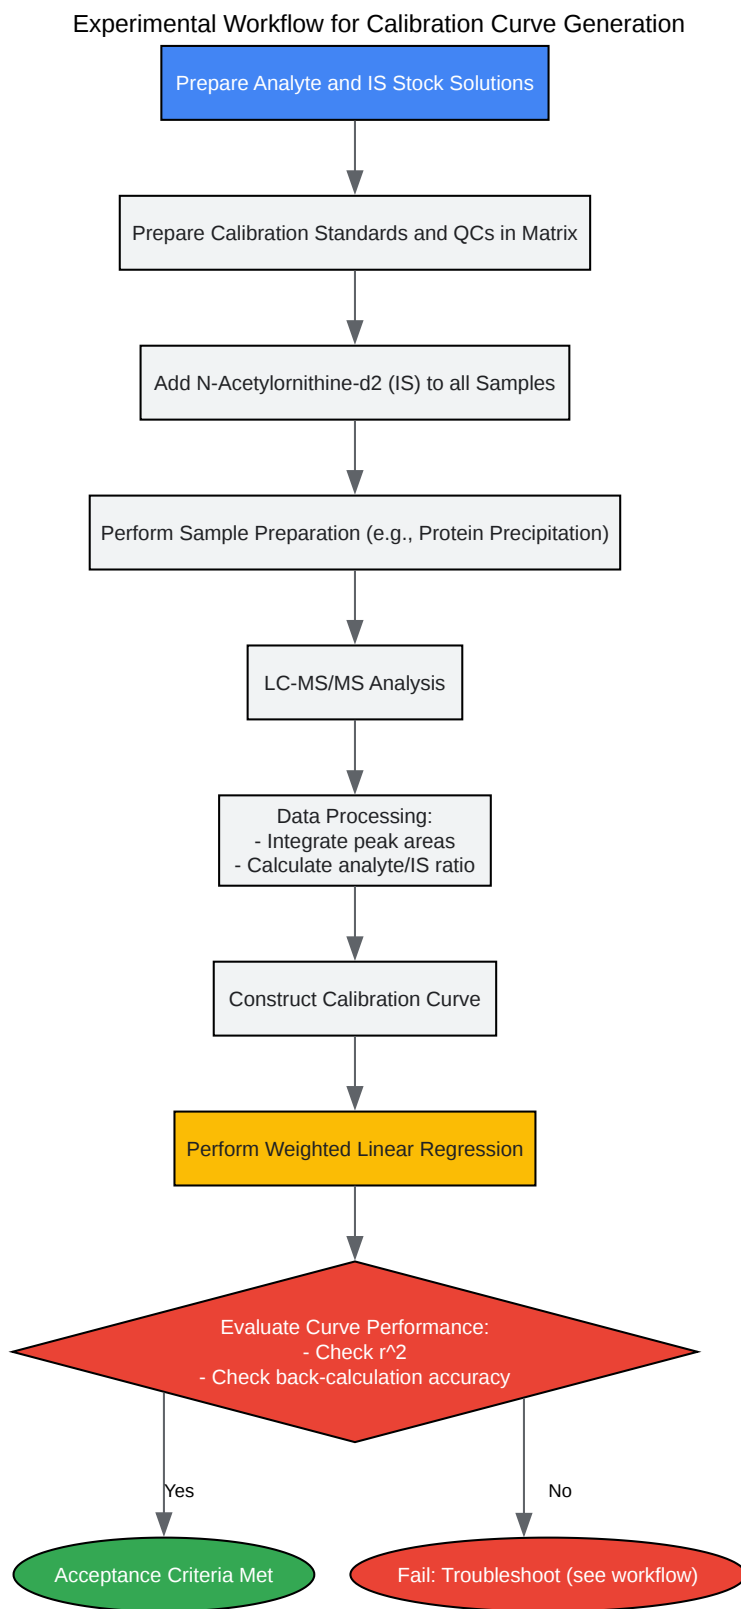 Experimental Workflow for Calibration Curve Generation
Prepare Analyte and IS Stock Solutions
Prepare Calibration Standards and QCs in Matrix
Add N-Acetylornithine-d2 (IS) to all Samples
Perform Sample Preparation (e.g., Protein Precipitation)
LC-MS/MS Analysis
Data Processing:
- Integrate peak areas
- Calculate analyte/IS ratio
Construct Calibration Curve
Perform Weighted Linear Regression
Evaluate Curve Performance:
- Check r^2
- Check back-calculation accuracy
Yes
No
Acceptance Criteria Met
Fail: Troubleshoot (see workflow)